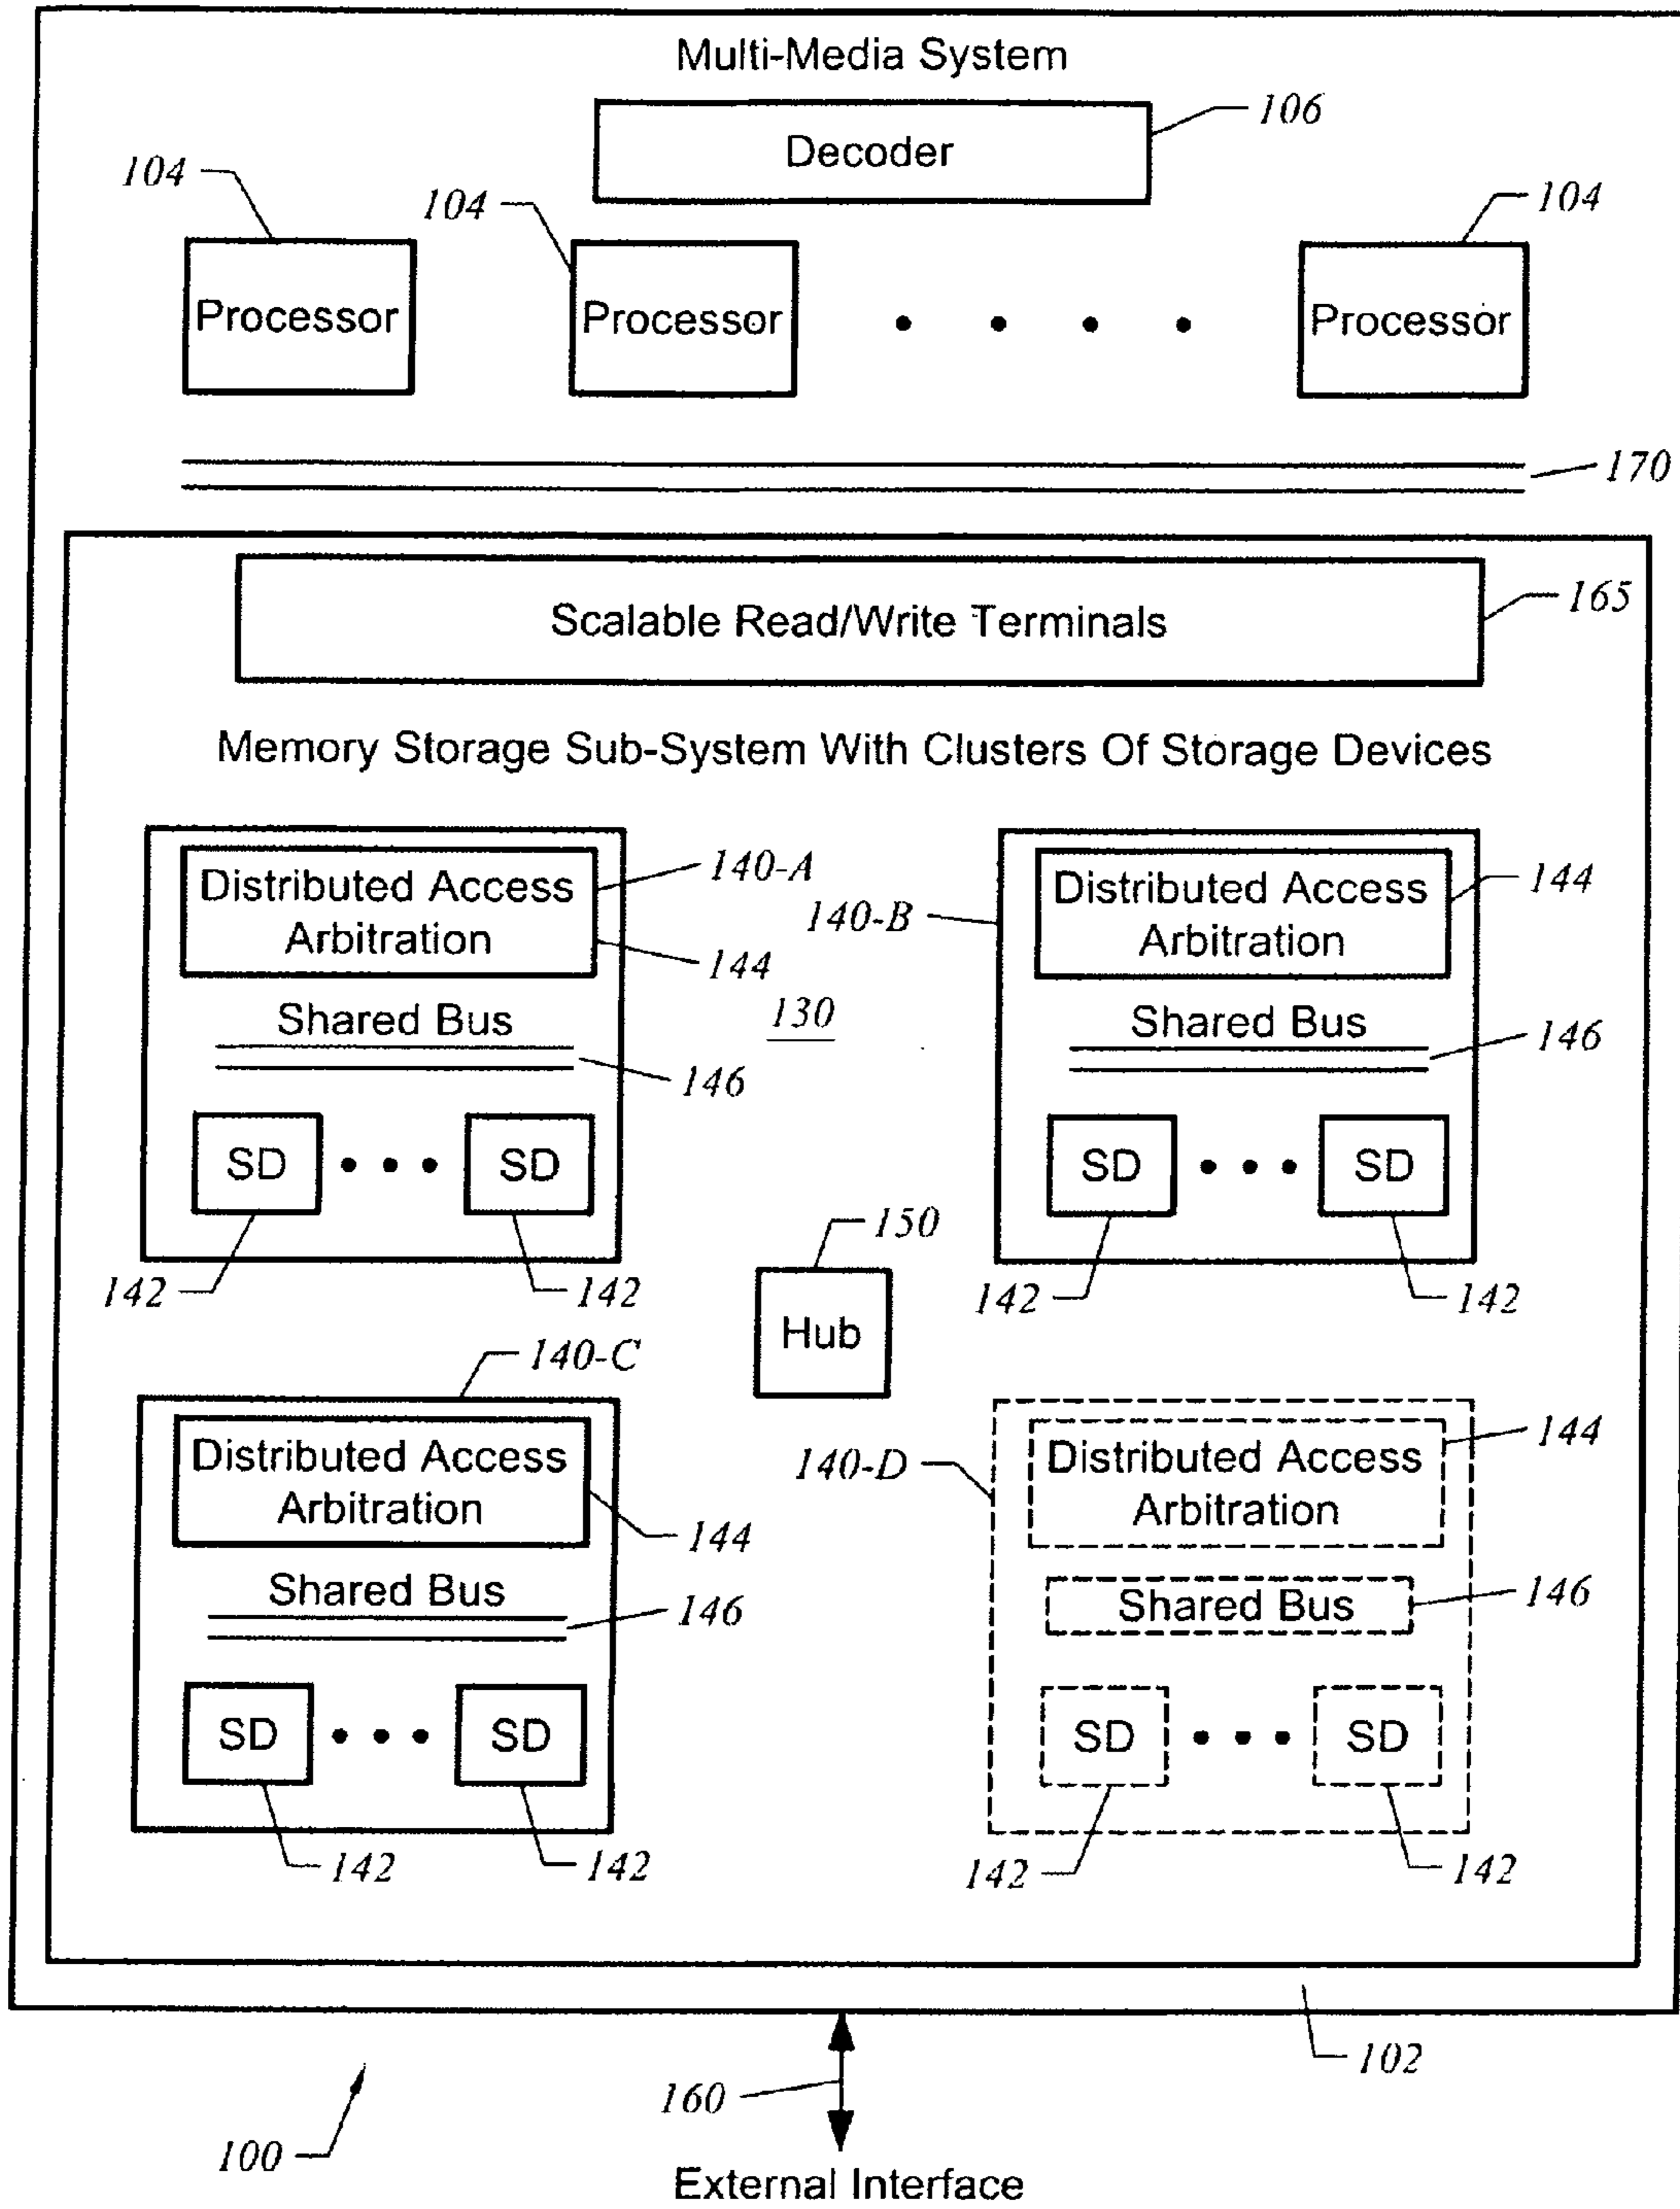 Multi-Media System
106
Decoder
104
104
104
Processor
Processor
Processor
170
165
Scalable Read/Write Terminals
Memory Storage Sub-System With Clusters Of Storage Devices
Distributed Access
Arbitration
140-A
144
Shared Bus
146
SD
SD
142
142
130
140-B
Distributed Access
Arbitration
144
Shared Bus
146
SD
SD
142
142
150
Hub
140-C
Distributed Access
Arbitration
144
Shared Bus
146
SD
SD
142
142
140-D
Distributed Access
Arbitration
144
Shared Bus
146
SD
SD
142
142
102
160
100
External Interface